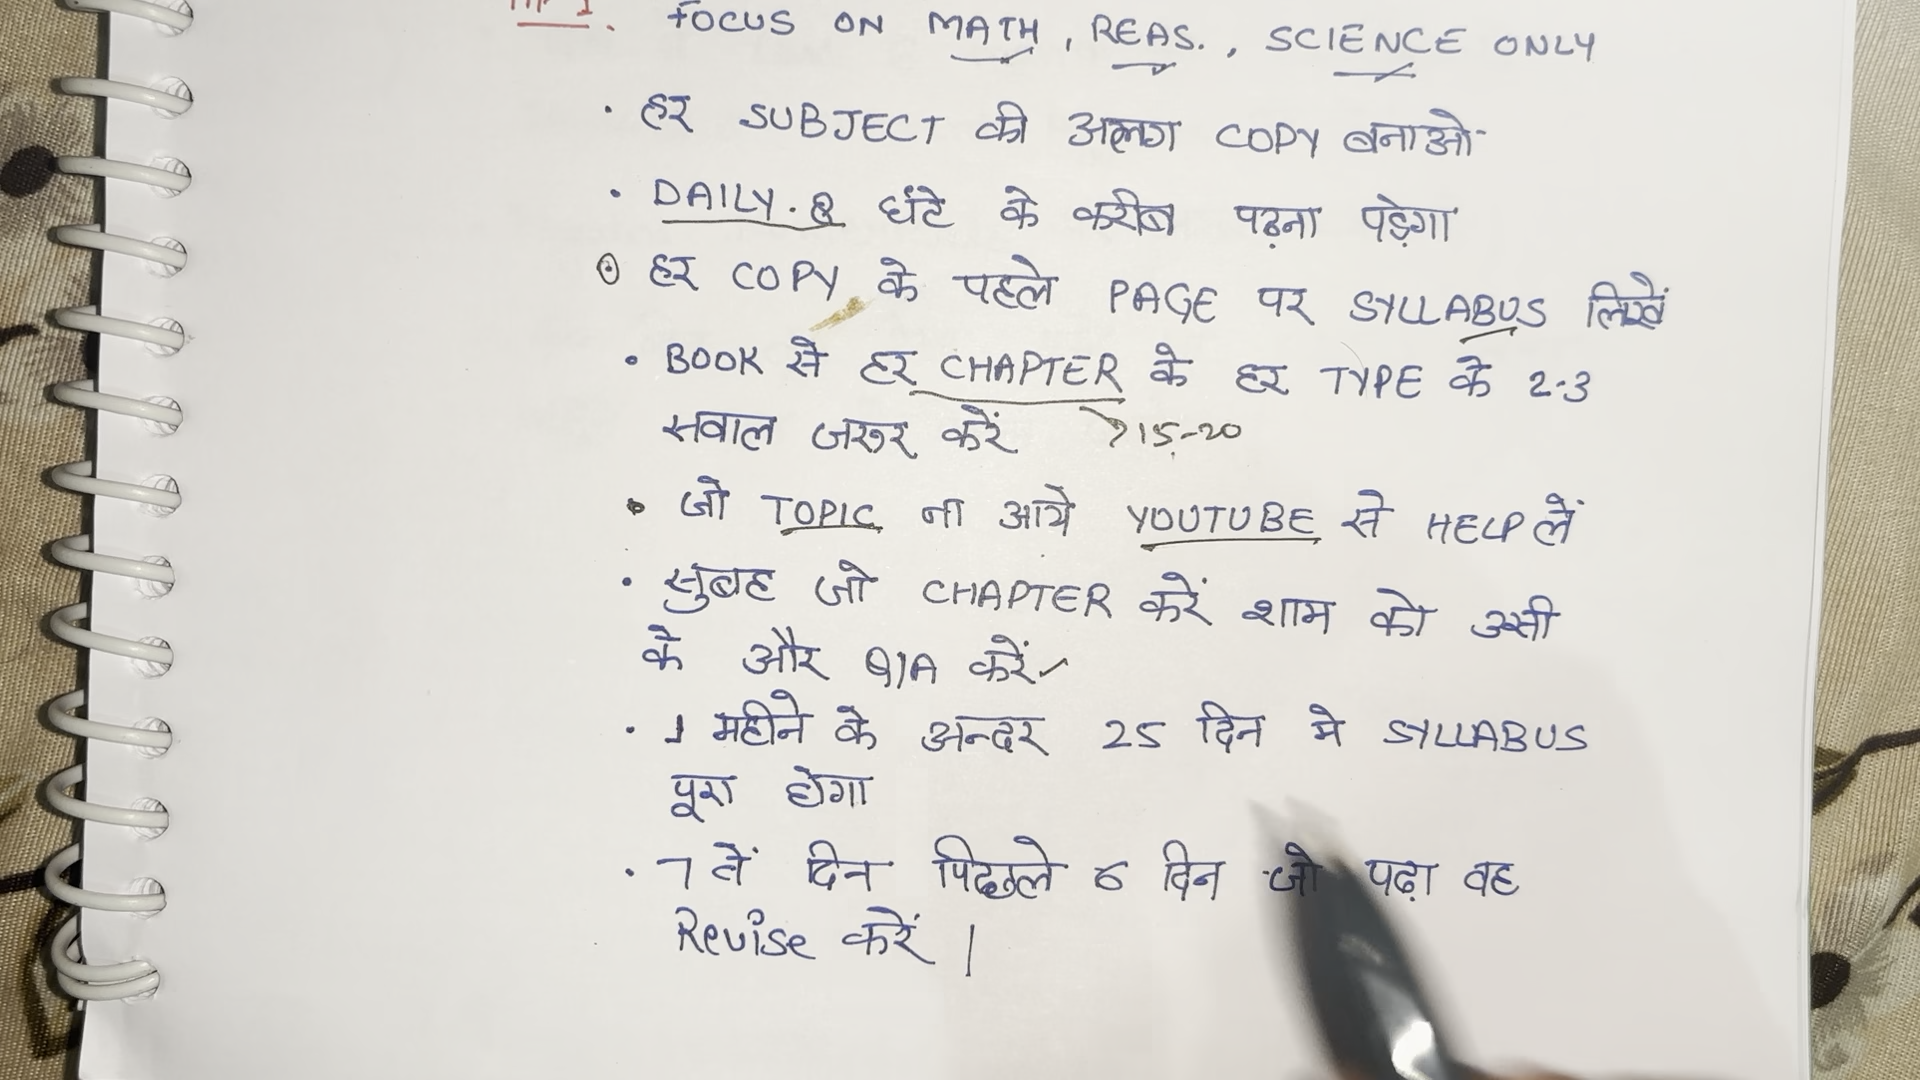 FOCUS ON MATH, REAS., SCIENCE ONLY
• हर SUBJECT की अलग COPY बनाओ
• DAILY. 8 घंटे के करीब पढ़ना पड़ेगा
⊙ हर COPY के पहले PAGE पर SYLLABUS लिखें
• BOOK से हर CHAPTER के हर TYPE के 2-3
सवाल जरुर करें → 15-20
• जो TOPIC ना आये YOUTUBE से HELP लें
• सुबह जो CHAPTER करें शाम को उसी
के और Q/A करें ✓
• 1 महीने के अन्दर 25 दिन मे SYLLABUS
पूरा होगा
• 7 वें दिन पिछले 6 दिन जो पढ़ा वह
Revise करें |